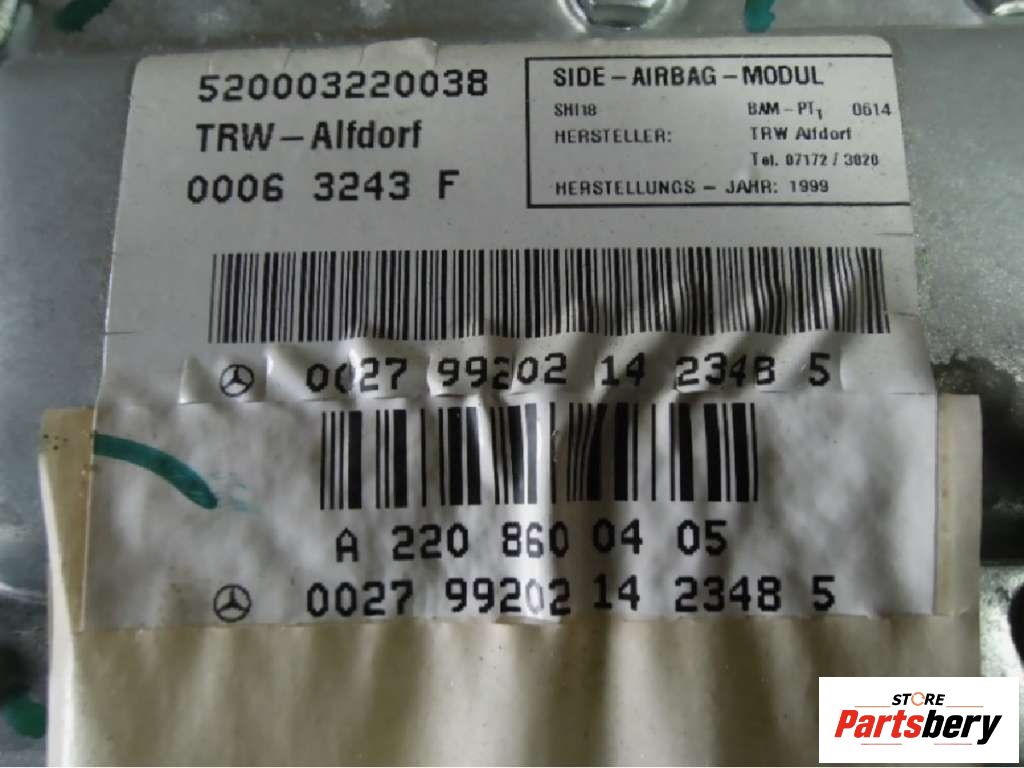 520003220038
TRW-Alfdorf
0006 3243 F
SIDE-AIRBAG-MODUL
SHI18 BAM-PT1 0614
HERSTELLER: TRW Alfdorf
Tel. 07172/3020
HERSTELLUNGS-JAHR: 1999
0027 99202 14 2348 5
A 220 860 04 05
0027 99202 14 2348 5
STORE
Partsbery